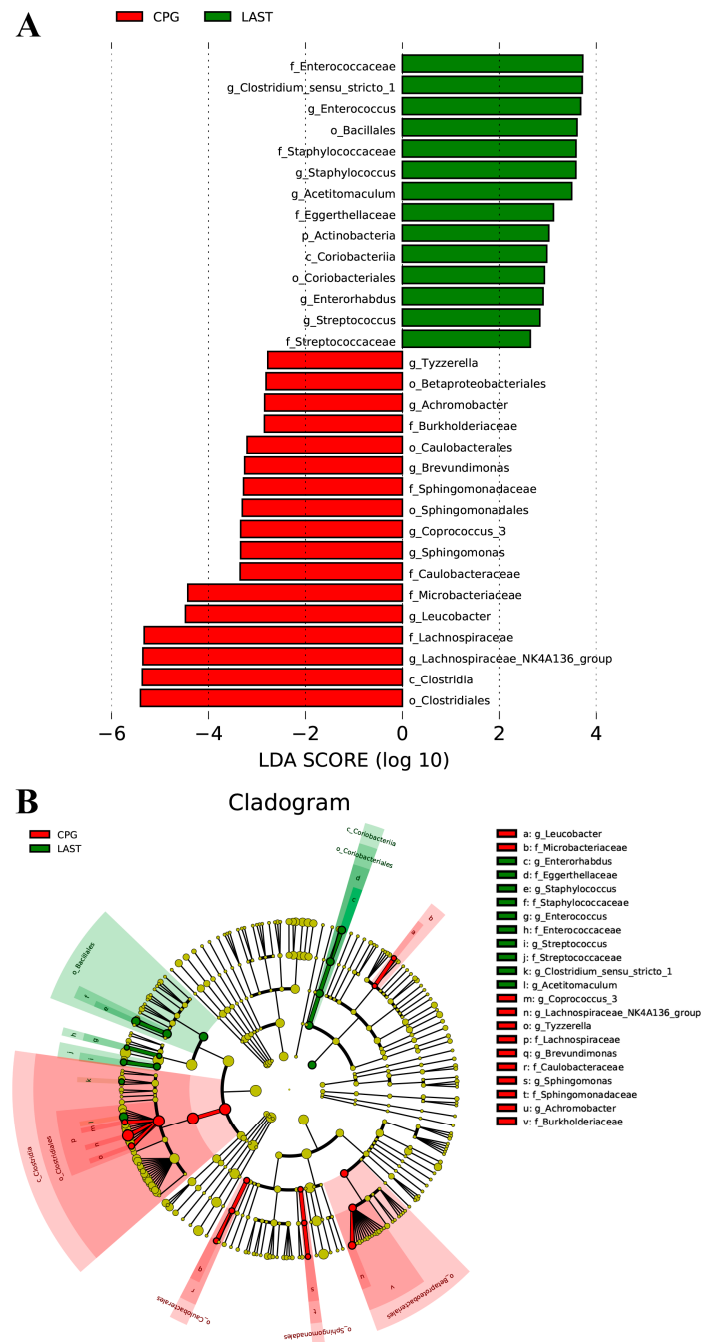 A
CPG LAST
f_Enterococcaceae
g_Clostridium_sensu_stricto_1
g_Enterococcus
o_Bacillales
f_Staphylococcaceae
g_Staphylococcus
g_Acetitomaculum
f_Eggerthellaceae
p_Actinobacteria
c_Coriobacteriia
o_Coriobacteriales
g_Enterorhabdus
g_Streptococcus
f_Streptococcaceae
g_Tyzzerella
o_Betaproteobacteriales
g_Achromobacter
f_Burkholderiaceae
o_Caulobacterales
g_Brevundimonas
f_Sphingomonadaceae
o_Sphingomonadales
g_Coprococcus_3
g_Sphingomonas
f_Caulobacteraceae
f_Microbacteriaceae
g_Leucobacter
f_Lachnospiraceae
g_Lachnospiraceae_NK4A136_group
c_Clostridia
o_Clostridiales
−6 −4 −2 0 2 4
LDA SCORE (log 10)
B
Cladogram
CPG
LAST
c_Coriobacteriia
o_Coriobacteriales
d
c
b
a
o_Bacillales
f
e
h
g
j
i
k
l
m
p
n
o
o_Clostridiales
c_Clostridia
q
r
o_Caulobacterales
s
t
o_Sphingomonadales
u
v
o_Betaproteobacteriales
a: g_Leucobacter
b: f_Microbacteriaceae
c: g_Enterorhabdus
d: f_Eggerthellaceae
e: g_Staphylococcus
f: f_Staphylococcaceae
g: g_Enterococcus
h: f_Enterococcaceae
i: g_Streptococcus
j: f_Streptococcaceae
k: g_Clostridium_sensu_stricto_1
l: g_Acetitomaculum
m: g_Coprococcus_3
n: g_Lachnospiraceae_NK4A136_group
o: g_Tyzzerella
p: f_Lachnospiraceae
q: g_Brevundimonas
r: f_Caulobacteraceae
s: g_Sphingomonas
t: f_Sphingomonadaceae
u: g_Achromobacter
v: f_Burkholderiaceae